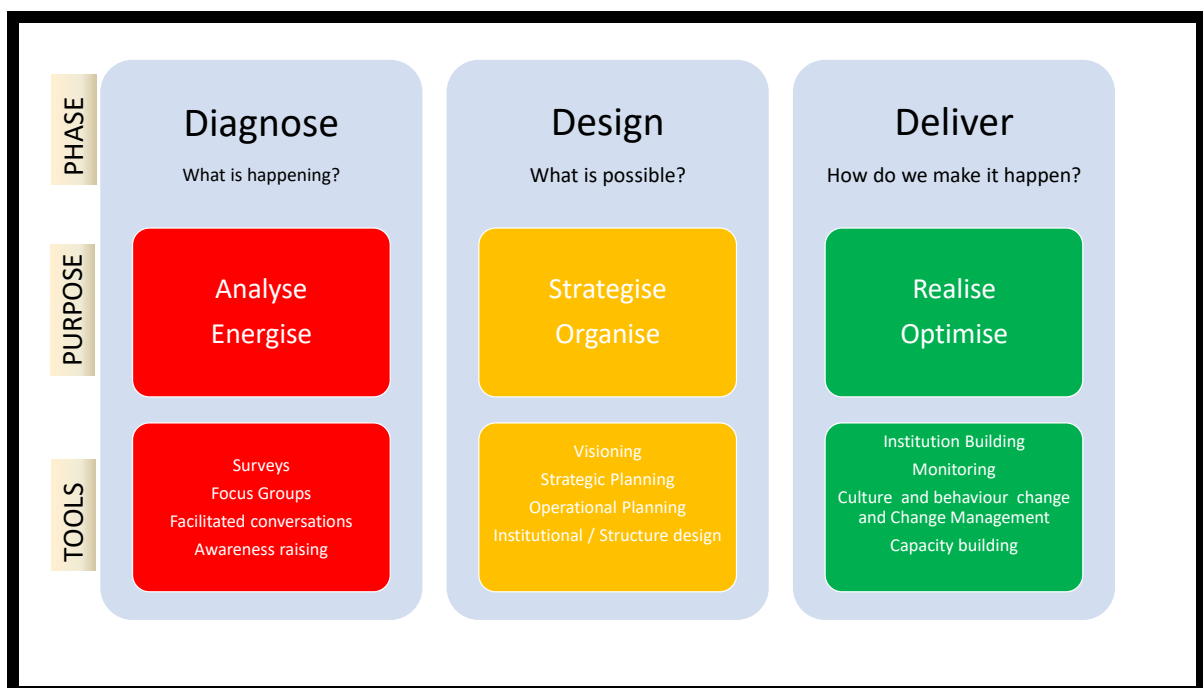 PHASE
Diagnose
What is happening?
Design
What is possible?
Deliver
How do we make it happen?
PURPOSE
Analyse
Energise
Strategise
Organise
Realise
Optimise
TOOLS
Surveys
Focus Groups
Facilitated conversations
Awareness raising
Visioning
Strategic Planning
Operational Planning
Institutional / Structure design
Institution Building
Monitoring
Culture and behaviour change
and Change Management
Capacity building